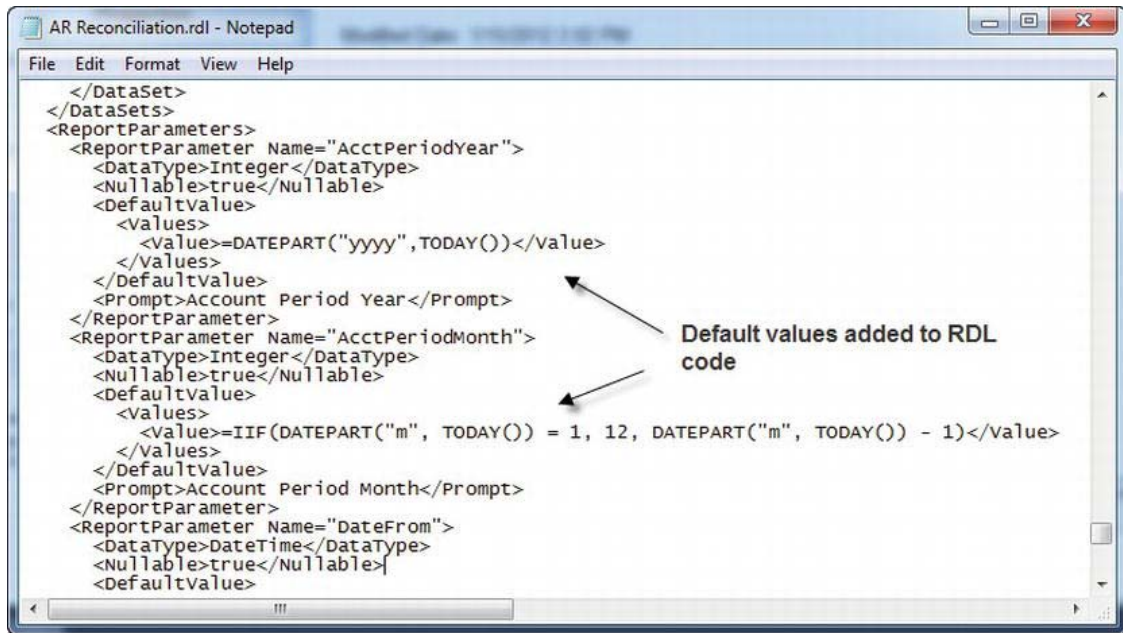 AR Reconciliation.rdl - Notepad
File Edit Format View Help
</DataSet>
</DataSets>
<ReportParameters>
<ReportParameter Name="AcctPeriodYear">
<DataType>Integer</DataType>
<Nullable>true</Nullable>
<DefaultValue>
<Values>
<Value>=DATEPART("yyyy",TODAY())</Value>
</Values>
</DefaultValue>
<Prompt>Account Period Year</Prompt>
</ReportParameter>
<ReportParameter Name="AcctPeriodMonth">
<DataType>Integer</DataType>
<Nullable>true</Nullable>
<DefaultValue>
<Values>
<Value>=IIF(DATEPART("m", TODAY()) = 1, 12, DATEPART("m", TODAY()) - 1)</Value>
</Values>
</DefaultValue>
<Prompt>Account Period Month</Prompt>
</ReportParameter>
<ReportParameter Name="DateFrom">
<DataType>DateTime</DataType>
<Nullable>true</Nullable>
<DefaultValue>
Default values added to RDL
code